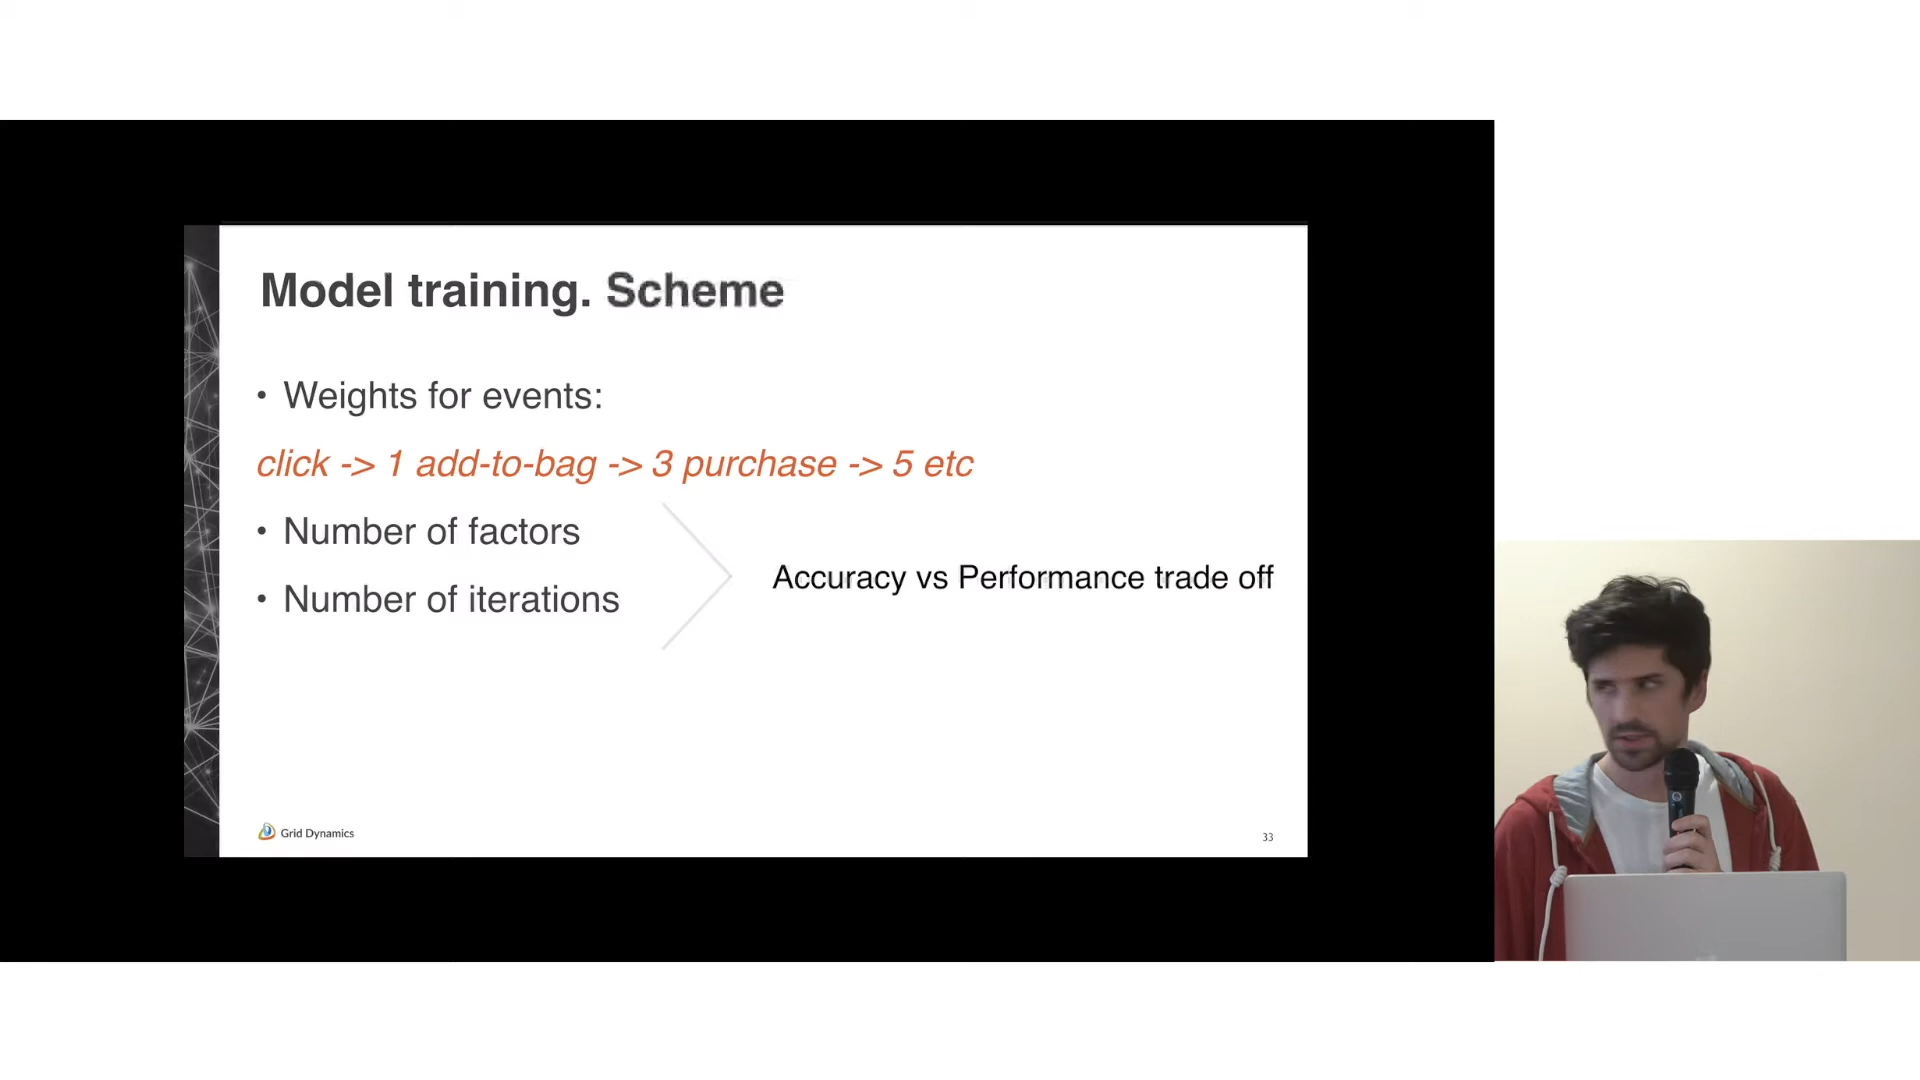 Model training. Scheme
• Weights for events:
click -> 1 add-to-bag -> 3 purchase -> 5 etc
• Number of factors
• Number of iterations
Accuracy vs Performance trade off
Grid Dynamics
33